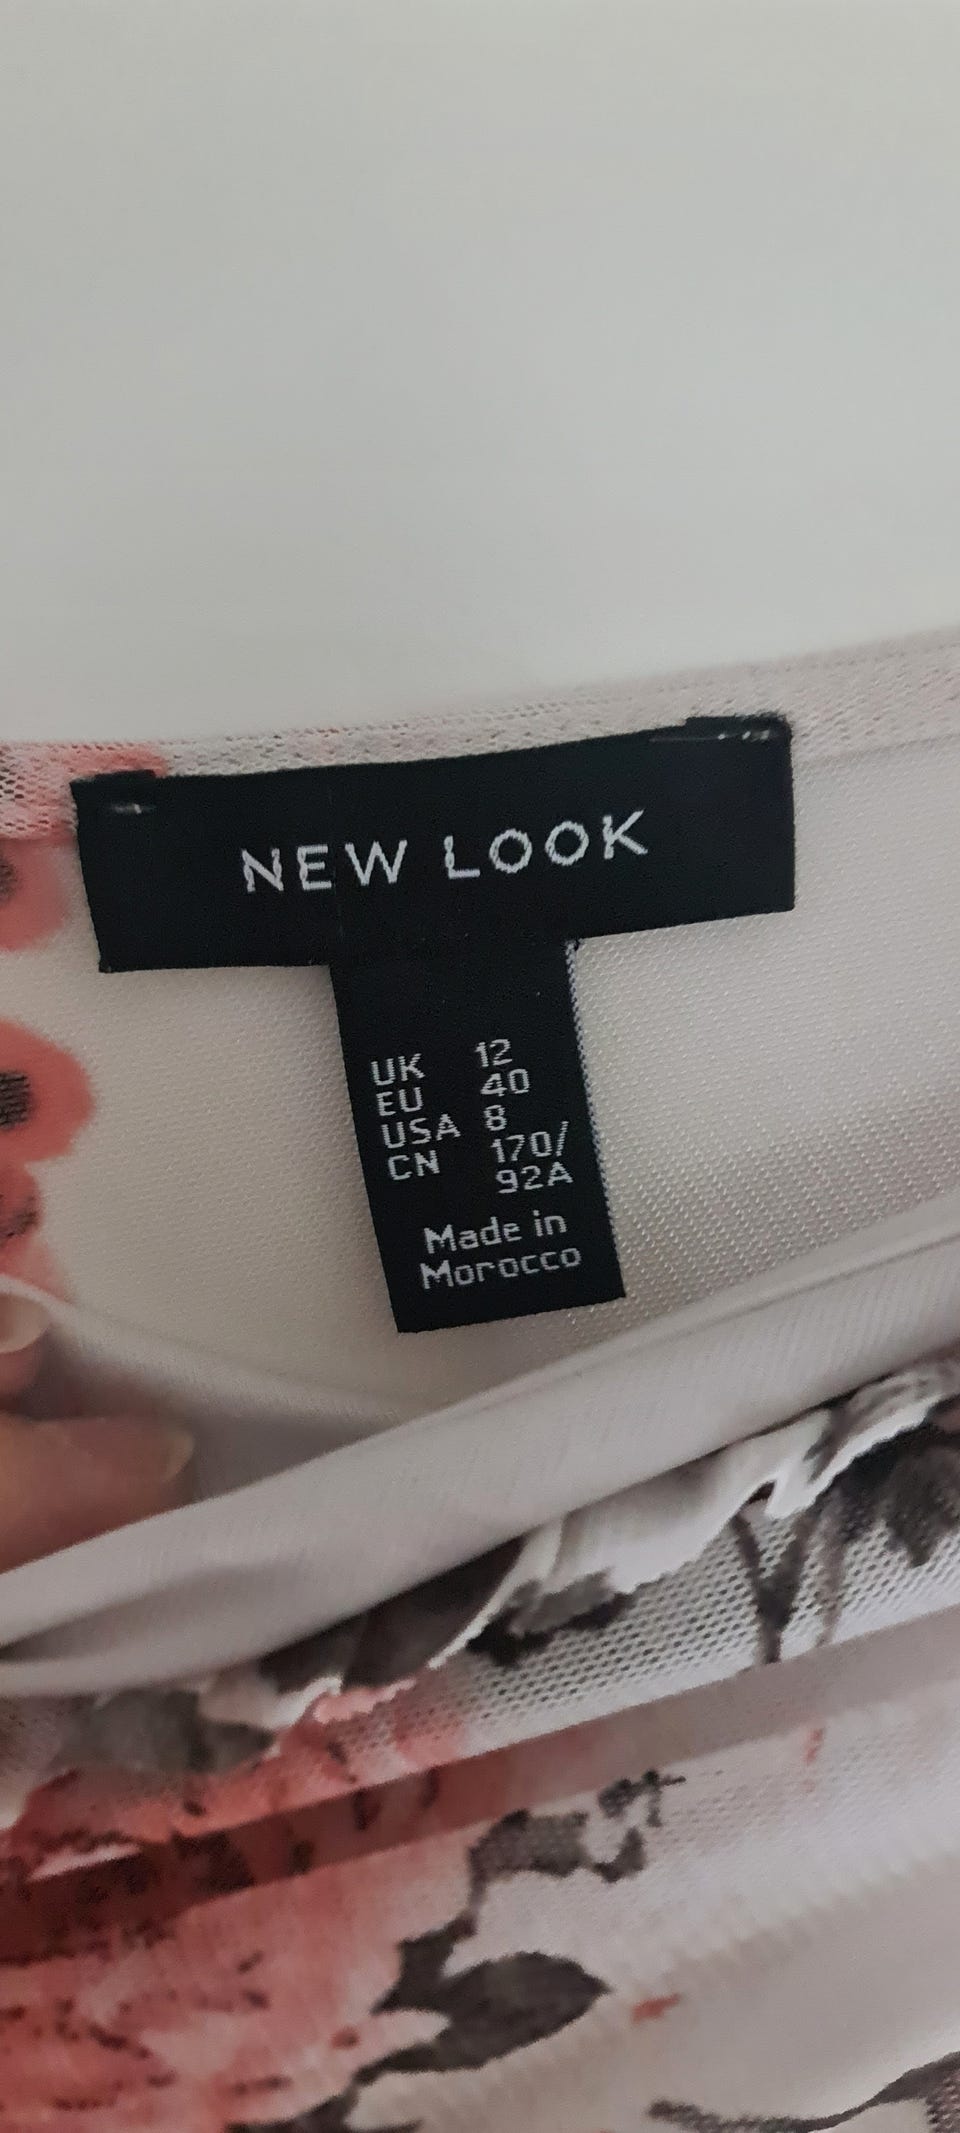 NEW LOOK
UK 12
EU 40
USA 8
CN 170/
92A
Made in
Morocco